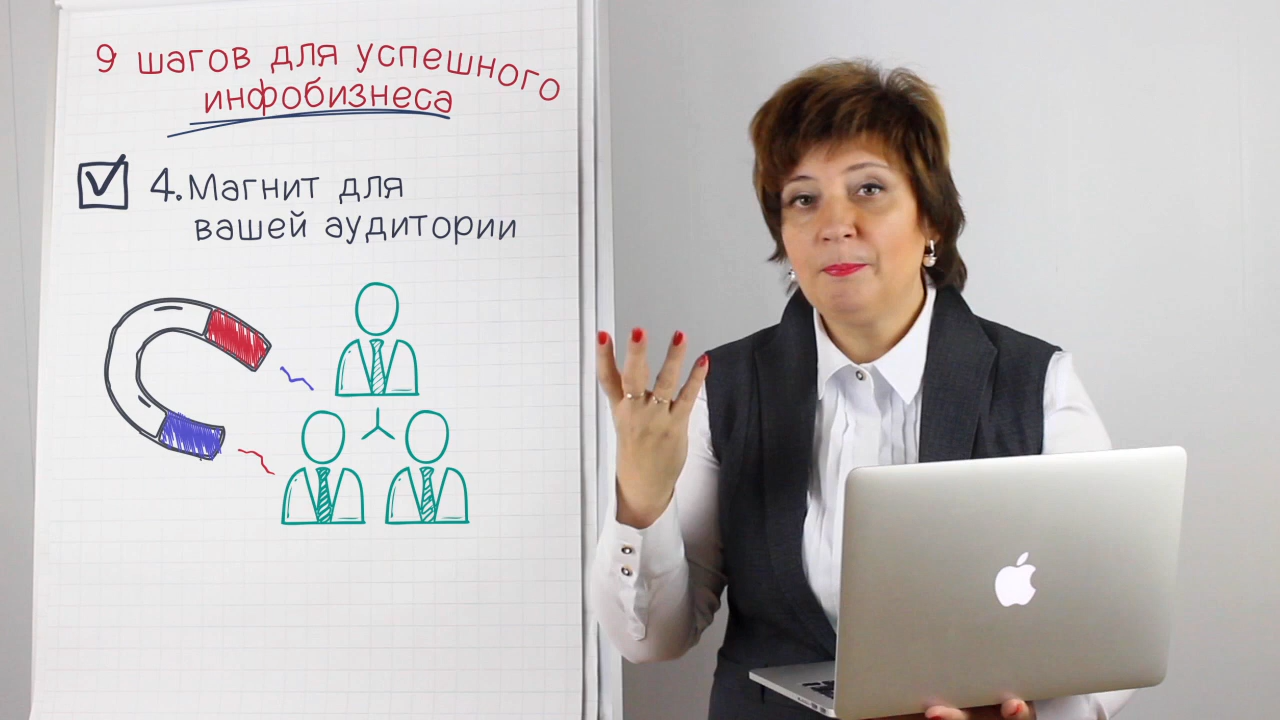 9 шагов для успешного
инфобизнеса
4. Магнит для
вашей аудитории